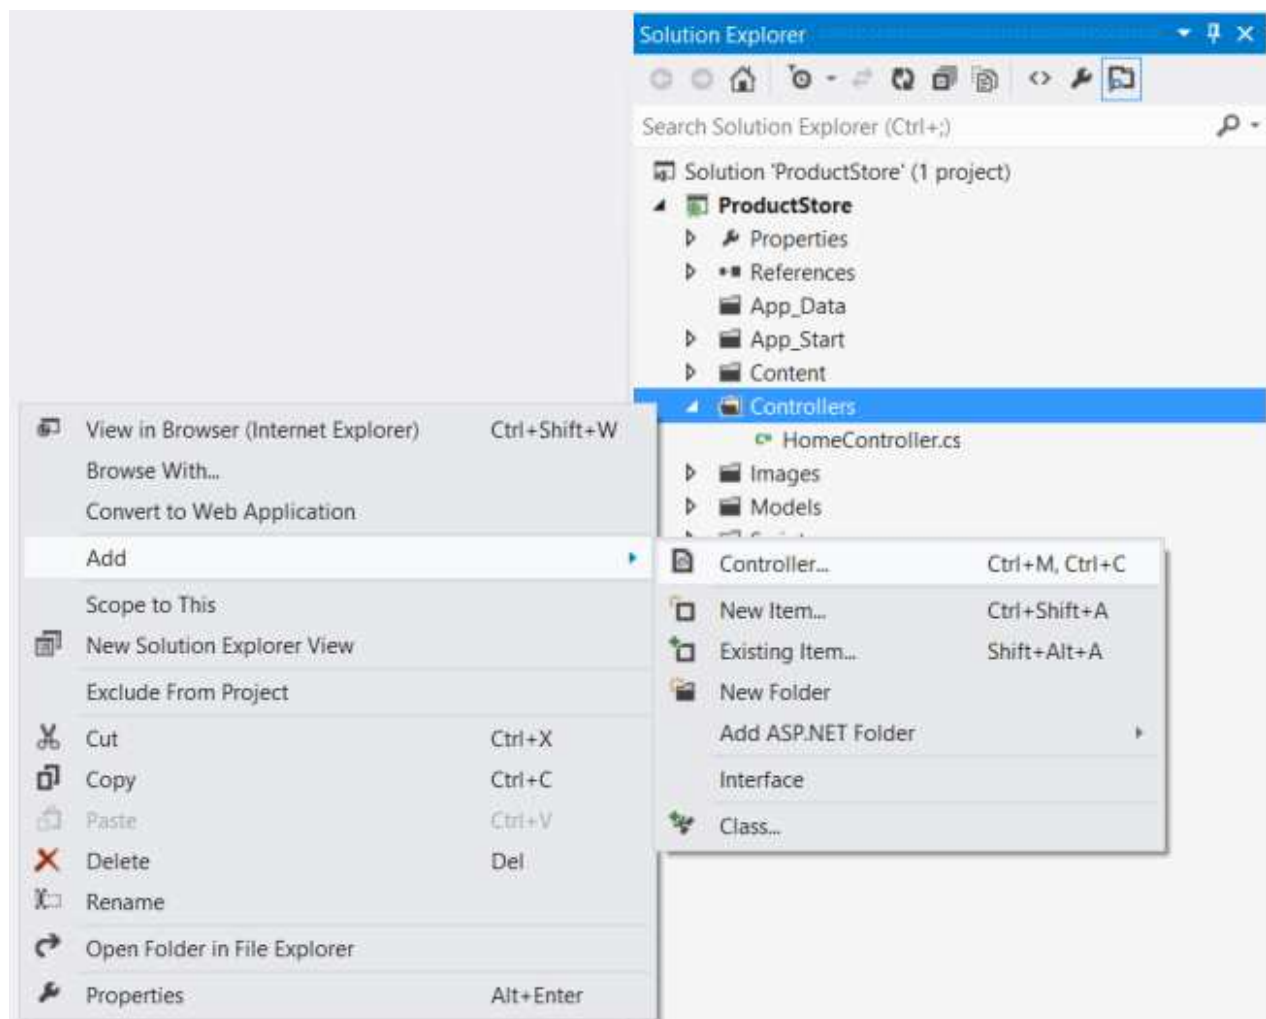 Solution Explorer
Search Solution Explorer (Ctrl+;)
Solution 'ProductStore' (1 project)
ProductStore
Properties
References
App_Data
App_Start
Content
Controllers
HomeController.cs
Images
Models
View in Browser (Internet Explorer) Ctrl+Shift+W
Browse With...
Convert to Web Application
Add
Scope to This
New Solution Explorer View
Exclude From Project
Cut Ctrl+X
Copy Ctrl+C
Paste Ctrl+V
Delete Del
Rename
Open Folder in File Explorer
Properties Alt+Enter
Controller... Ctrl+M, Ctrl+C
New Item... Ctrl+Shift+A
Existing Item... Shift+Alt+A
New Folder
Add ASP.NET Folder
Interface
Class...